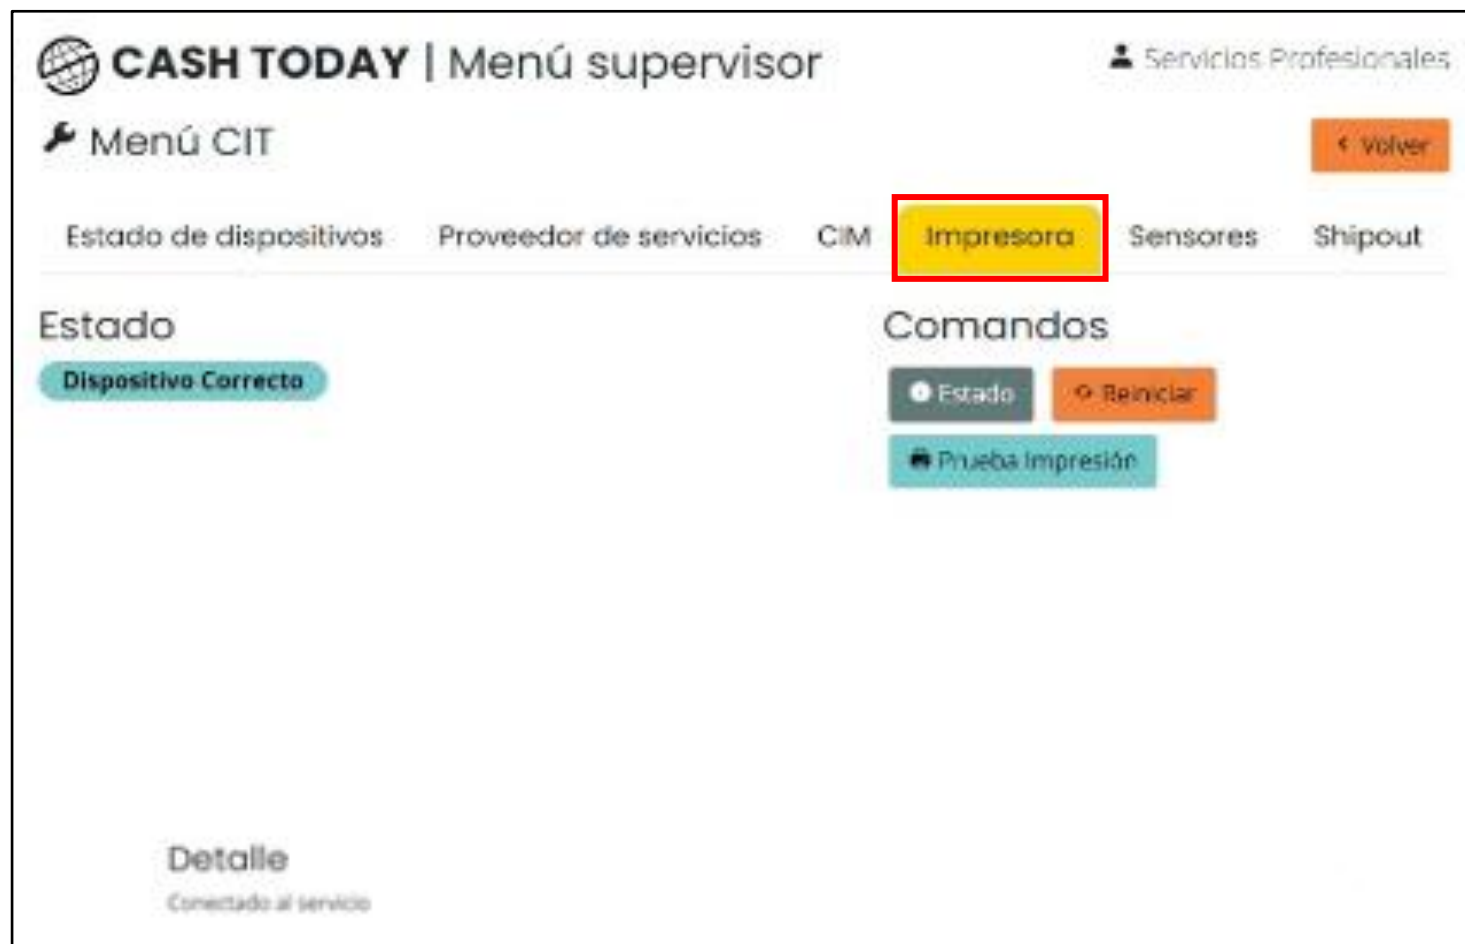 CASH TODAY | Menú supervisor
Servicios Profesionales
Menú CIT
Volver
Estado de dispositivos
Proveedor de servicios
CIM
Impresora
Sensores
Shipout
Estado
Comandos
Dispositivo Correcto
Estado
Reiniciar
Prueba Impresión
Detalle
Conectado al servicio